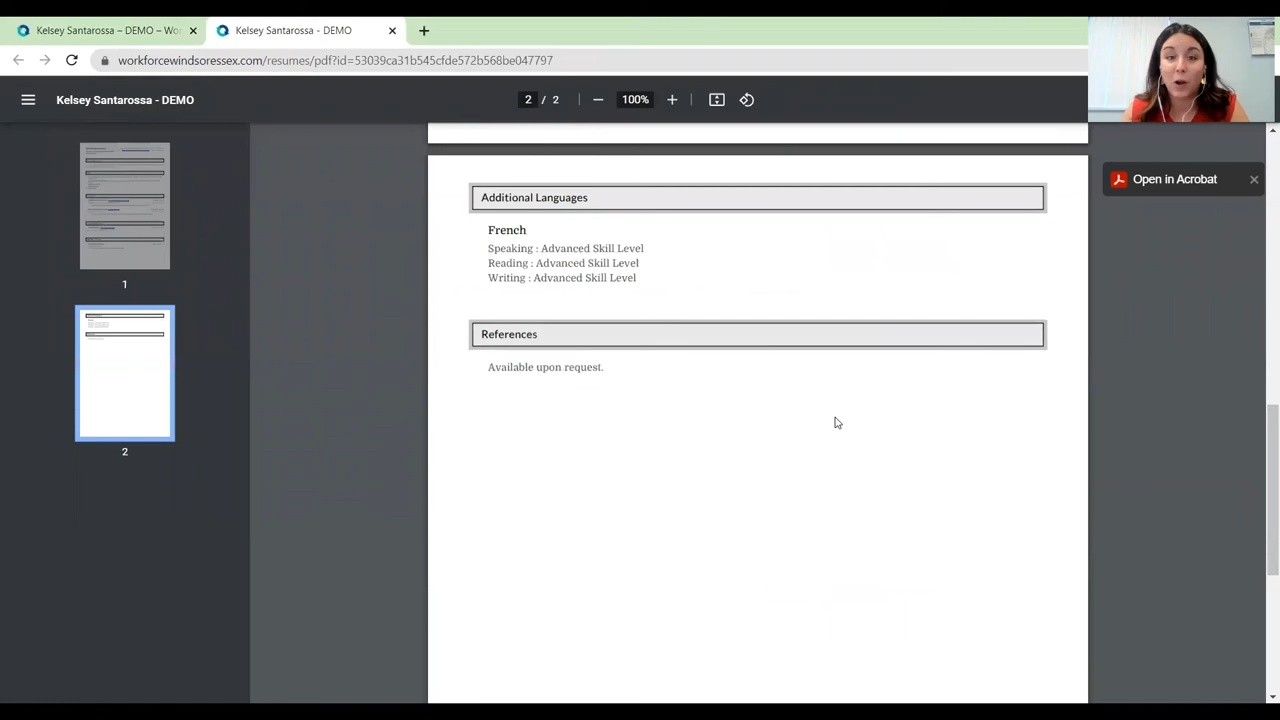 Kelsey Santarossa – DEMO – Wo
Kelsey Santarossa - DEMO
workforcewindsoressex.com/resumes/pdf?id=53039ca31b545cfde572b568be047797
Kelsey Santarossa - DEMO
2 / 2
100%
Open in Acrobat
1
2
Additional Languages
French
Speaking : Advanced Skill Level
Reading : Advanced Skill Level
Writing : Advanced Skill Level
References
Available upon request.